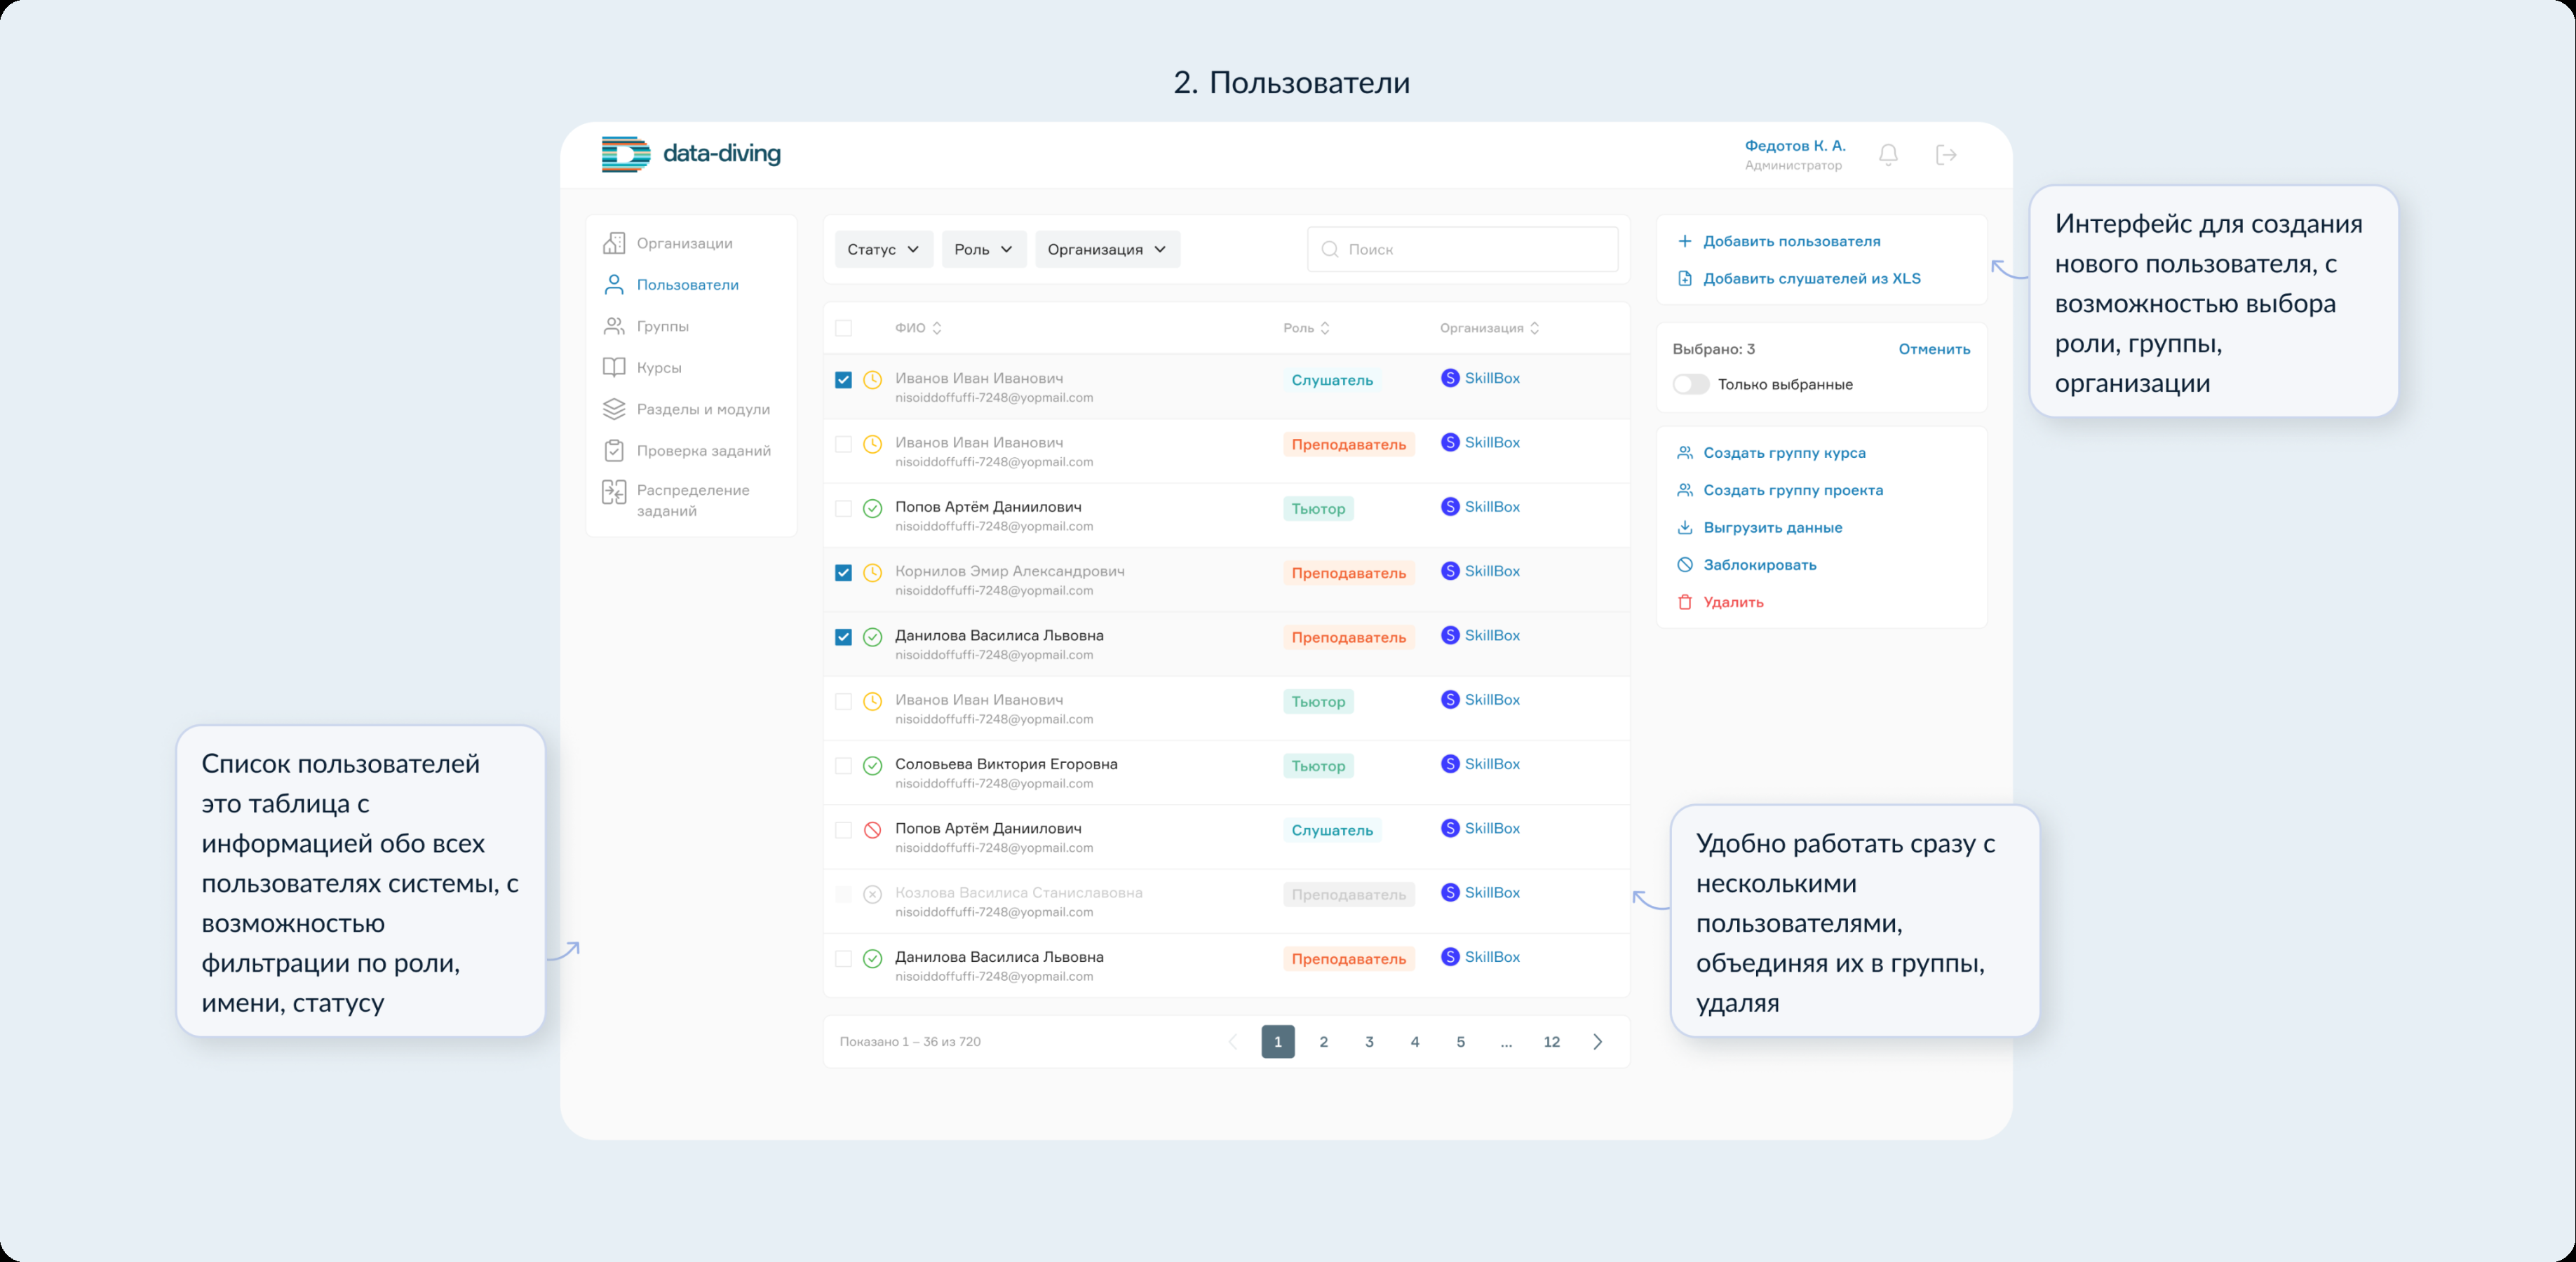 2. Пользователи
data-diving
Федотов К. А.
Администратор
Организации
Пользователи
Группы
Курсы
Разделы и модули
Проверка заданий
Распределение
заданий
Статус
Роль
Организация
Поиск
ФИО
Роль
Организация
Иванов Иван Иванович
nisoiddoffuffi-7248@yopmail.com
Слушатель
S SkillBox
Иванов Иван Иванович
nisoiddoffuffi-7248@yopmail.com
Преподаватель
S SkillBox
Попов Артём Даниилович
nisoiddoffuffi-7248@yopmail.com
Тьютор
S SkillBox
Корнилов Эмир Александрович
nisoiddoffuffi-7248@yopmail.com
Преподаватель
S SkillBox
Данилова Василиса Львовна
nisoiddoffuffi-7248@yopmail.com
Преподаватель
S SkillBox
Иванов Иван Иванович
nisoiddoffuffi-7248@yopmail.com
Тьютор
S SkillBox
Соловьева Виктория Егоровна
nisoiddoffuffi-7248@yopmail.com
Тьютор
S SkillBox
Попов Артём Даниилович
nisoiddoffuffi-7248@yopmail.com
Слушатель
S SkillBox
Козлова Василиса Станиславовна
nisoiddoffuffi-7248@yopmail.com
Преподаватель
S SkillBox
Данилова Василиса Львовна
nisoiddoffuffi-7248@yopmail.com
Преподаватель
S SkillBox
Показано 1 – 36 из 720
1 2 3 4 5 ... 12
Добавить пользователя
Добавить слушателей из XLS
Выбрано: 3
Отменить
Только выбранные
Создать группу курса
Создать группу проекта
Выгрузить данные
Заблокировать
Удалить
Интерфейс для создания
нового пользователя, с
возможностью выбора
роли, группы,
организации
Список пользователей
это таблица с
информацией обо всех
пользователях системы, с
возможностью
фильтрации по роли,
имени, статусу
Удобно работать сразу с
несколькими
пользователями,
объединяя их в группы,
удаляя